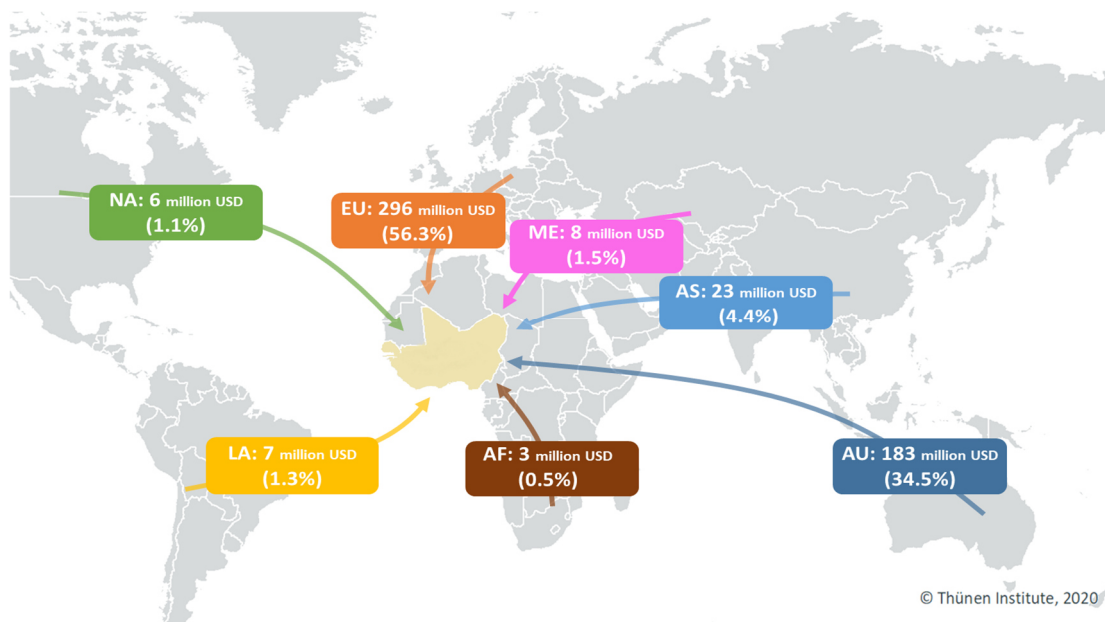 NA: 6 million USD
(1.1%)
EU: 296 million USD
(56.3%)
ME: 8 million USD
(1.5%)
AS: 23 million USD
(4.4%)
LA: 7 million USD
(1.3%)
AF: 3 million USD
(0.5%)
AU: 183 million USD
(34.5%)
© Thünen Institute, 2020